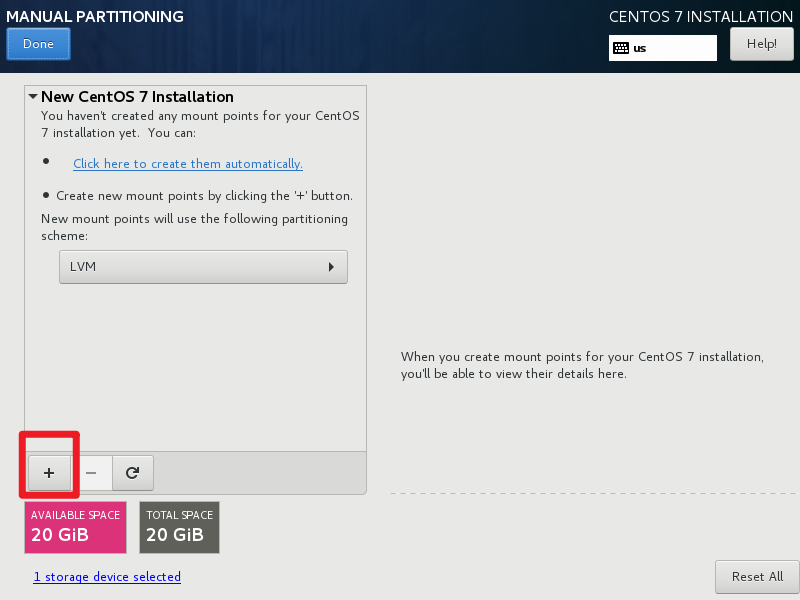 MANUAL PARTITIONING
CENTOS 7 INSTALLATION
Done
us
Help!
New CentOS 7 Installation
You haven't created any mount points for your CentOS
7 installation yet. You can:
• Click here to create them automatically.
• Create new mount points by clicking the '+' button.
New mount points will use the following partitioning
scheme:
LVM
When you create mount points for your CentOS 7 installation,
you'll be able to view their details here.
+ −
AVAILABLE SPACE
20 GiB
TOTAL SPACE
20 GiB
1 storage device selected
Reset All